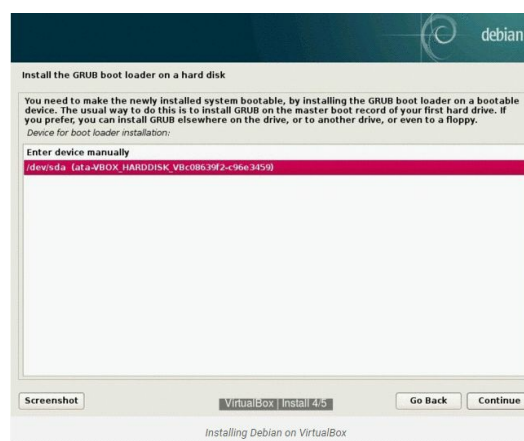 debian
Install the GRUB boot loader on a hard disk
You need to make the newly installed system bootable, by installing the GRUB boot loader on a bootable
device. The usual way to do this is to install GRUB on the master boot record of your first hard drive. If
you prefer, you can install GRUB elsewhere on the drive, or to another drive, or even to a floppy.
Device for boot loader installation:
Enter device manually
/dev/sda (ata-VBOX_HARDDISK_VBc08639f2-c96e3459)
Screenshot
VirtualBox | Install 4/5
Go Back
Continue
Installing Debian on VirtualBox